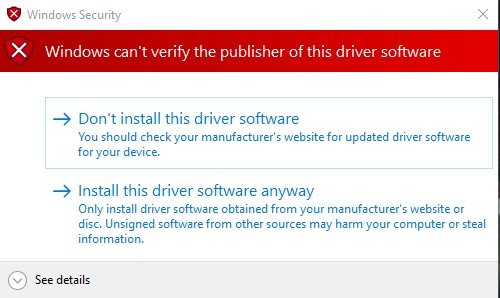 Windows Security
Windows can't verify the publisher of this driver software
Don't install this driver software
You should check your manufacturer's website for updated driver software
for your device.
Install this driver software anyway
Only install driver software obtained from your manufacturer's website or
disc. Unsigned software from other sources may harm your computer or steal
information.
See details